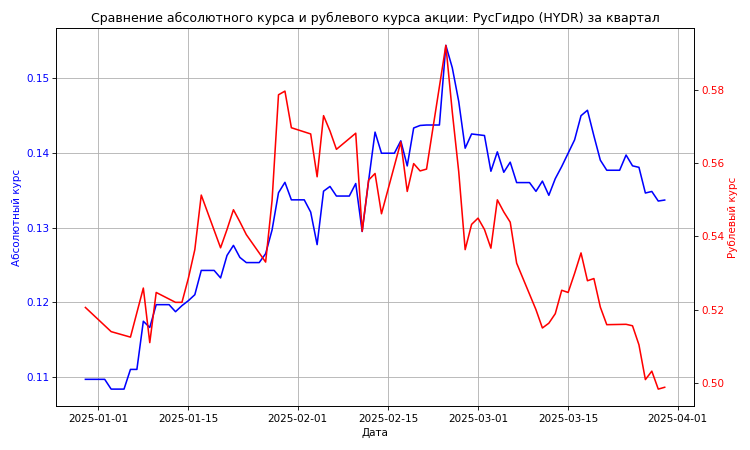 Сравнение абсолютного курса и рублевого курса акции: РусГидро (HYDR) за квартал
Абсолютный курс
0.15
0.14
0.13
0.12
0.11
0.58
0.56
0.54
0.52
0.50
Рублевый курс
2025-01-01 2025-01-15 2025-02-01 2025-02-15 2025-03-01 2025-03-15 2025-04-01
Дата